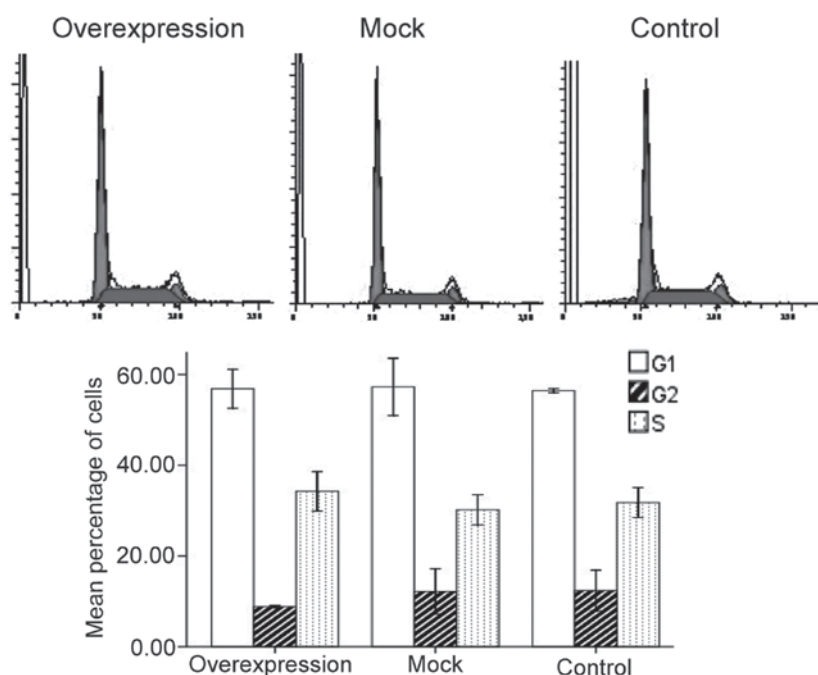 Overexpression Mock Control
Mean percentage of cells
60.00
40.00
20.00
0.00
G1
G2
S
Overexpression Mock Control